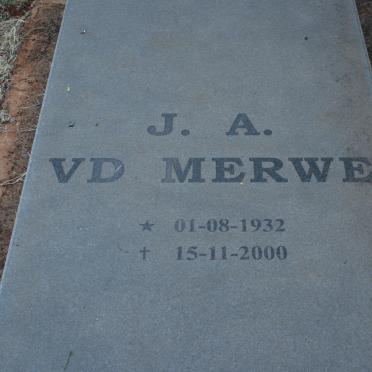 J. A.
VD MERWE
★ 01-08-1932
✝ 15-11-2000